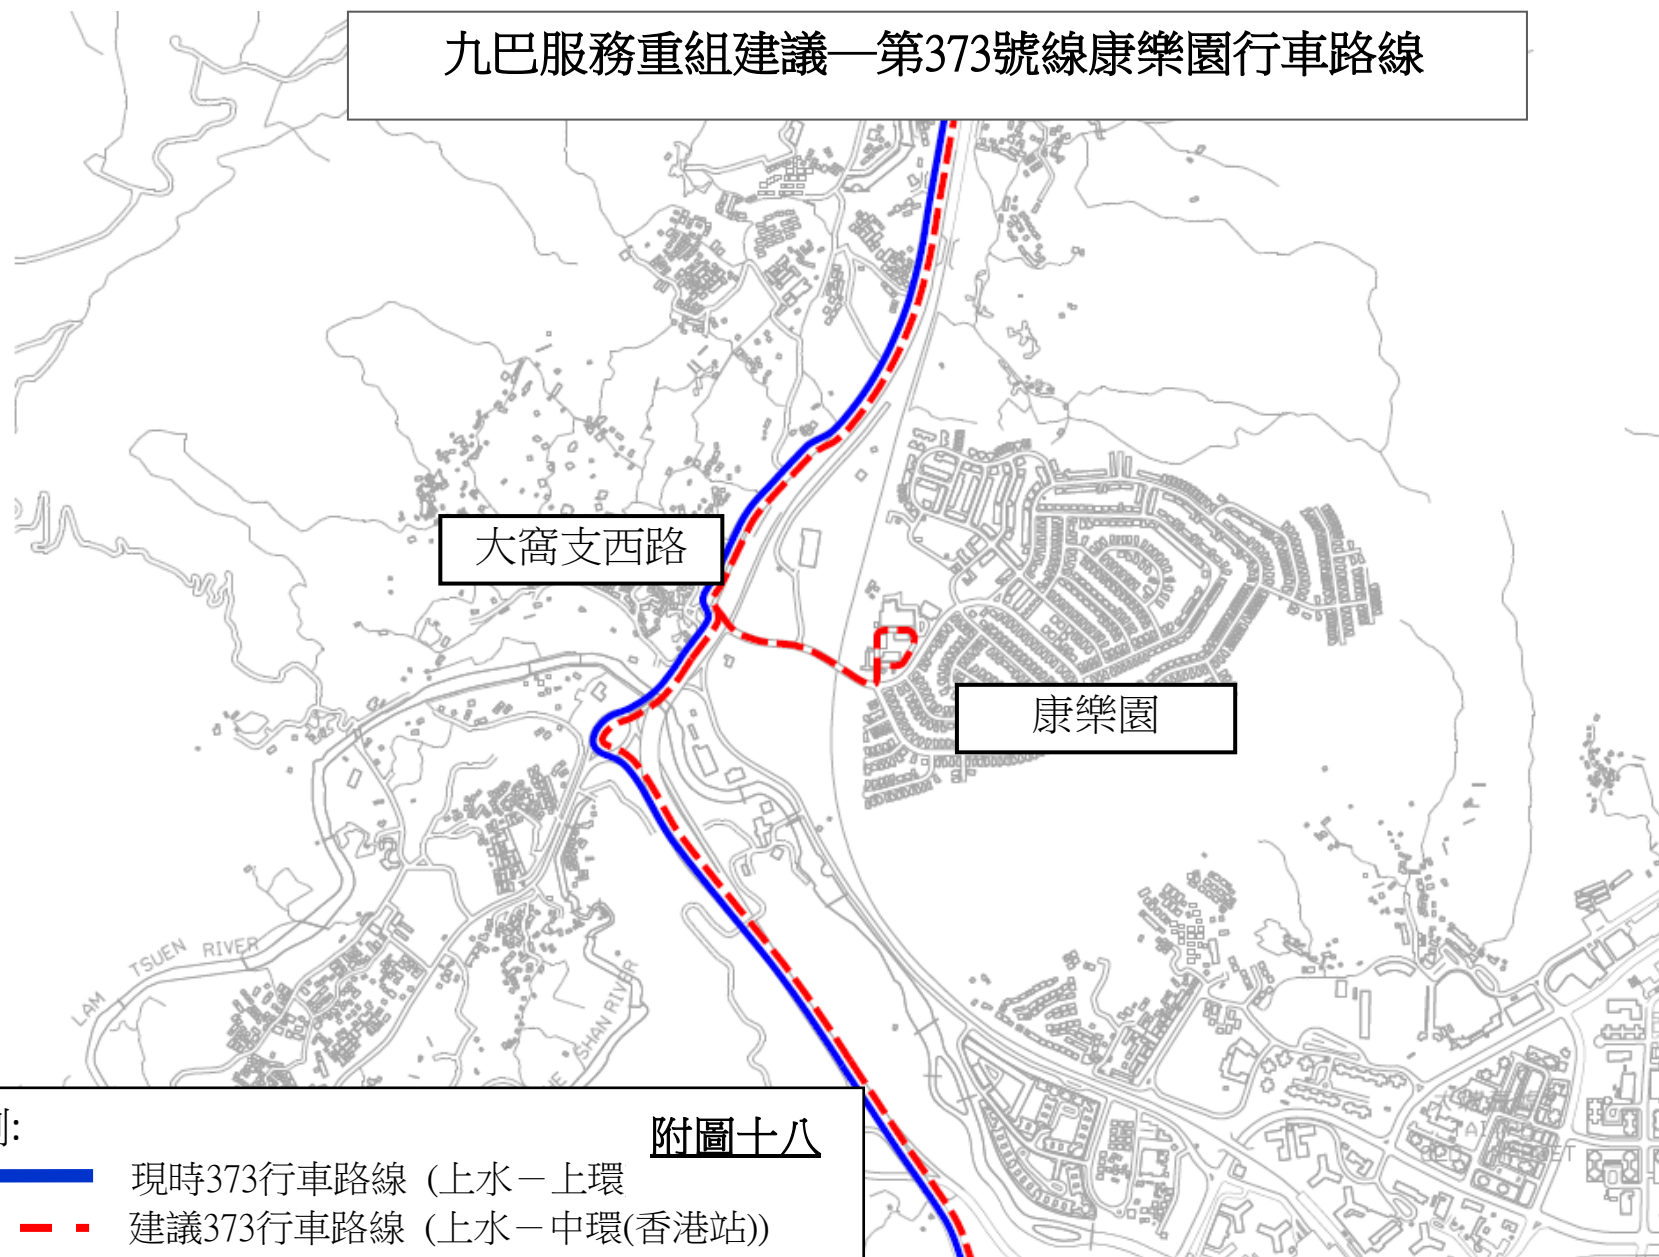 九巴服務重組建議—第373號線康樂園行車路線
大窩支西路
康樂園
LAM TSUEN RIVER
SHAN RIVER
附圖十八
現時373行車路線 (上水－上環
建議373行車路線 (上水－中環(香港站))